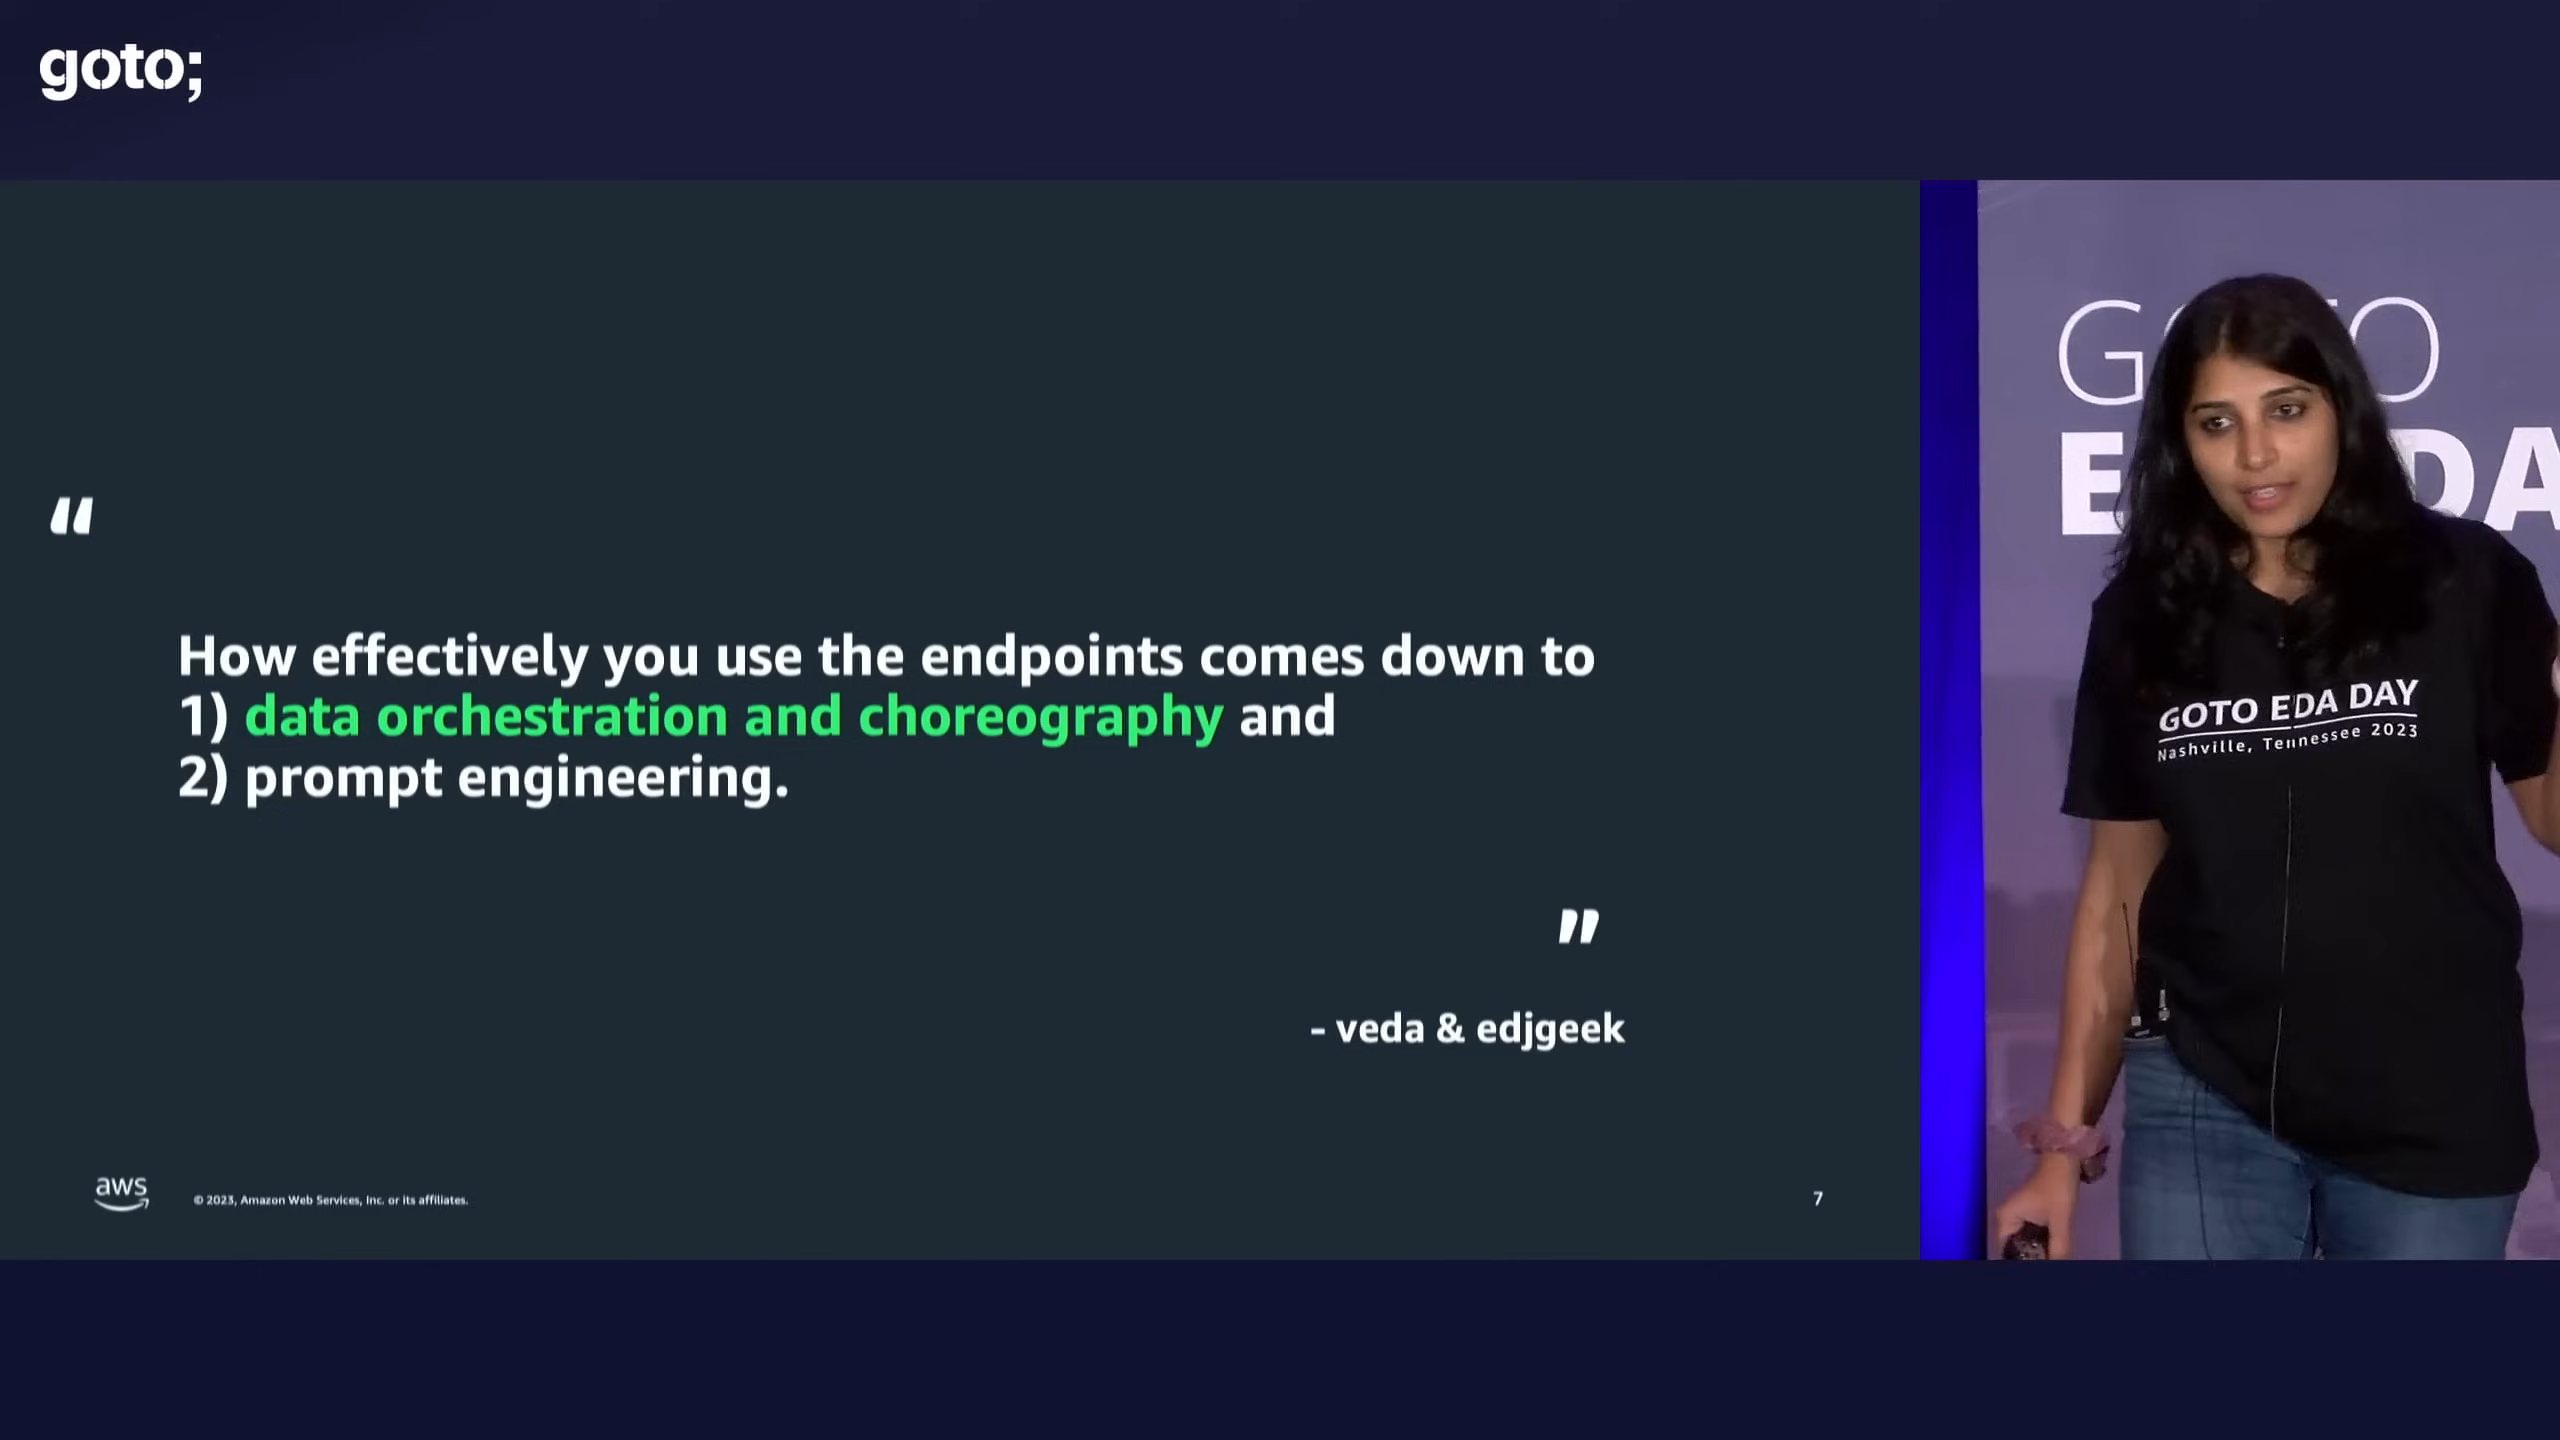 goto;
“
How effectively you use the endpoints comes down to
1) data orchestration and choreography and
2) prompt engineering.
”
- veda & edjgeek
aws
© 2023, Amazon Web Services, Inc. or its affiliates.
7
GOTO EDA DAY
Nashville, Tennessee 2023